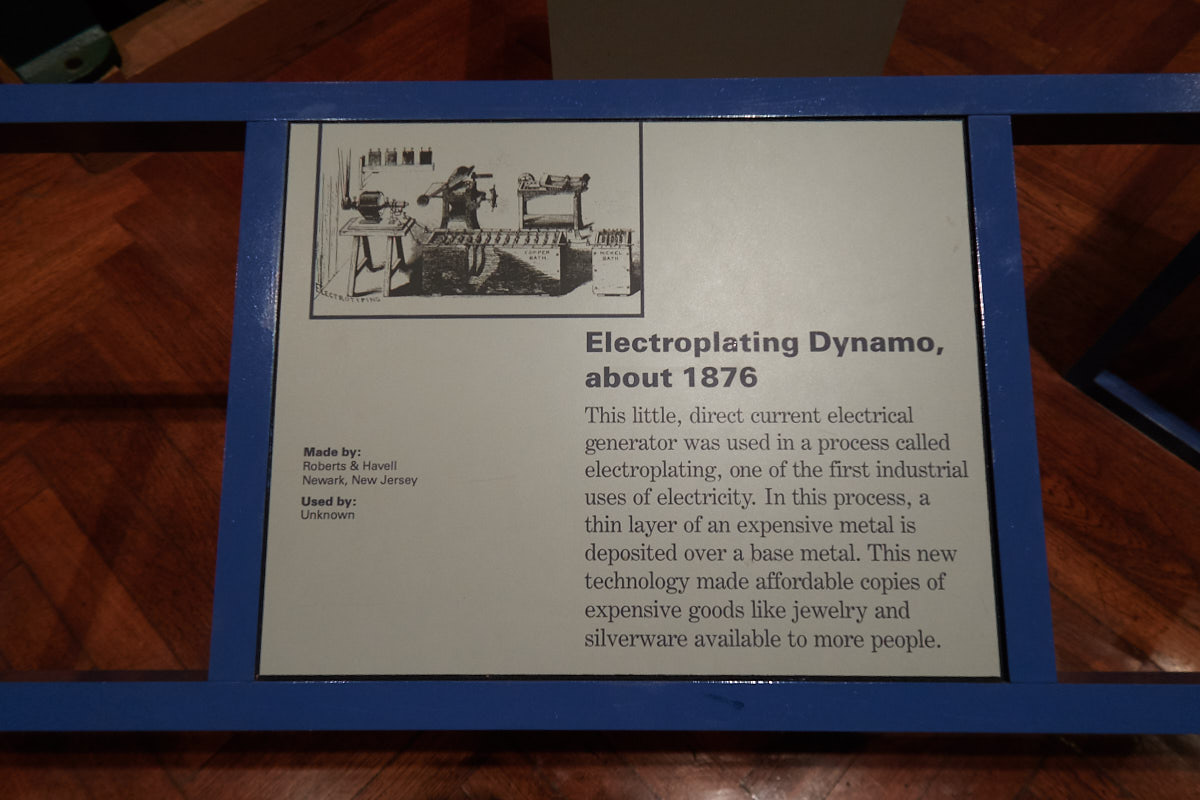 COPPER
BATH.
NICKEL
BATH
ELECTROTYPING
Electroplating Dynamo,
about 1876
This little, direct current electrical
generator was used in a process called
electroplating, one of the first industrial
uses of electricity. In this process, a
thin layer of an expensive metal is
deposited over a base metal. This new
technology made affordable copies of
expensive goods like jewelry and
silverware available to more people.
Made by:
Roberts & Havell
Newark, New Jersey
Used by:
Unknown